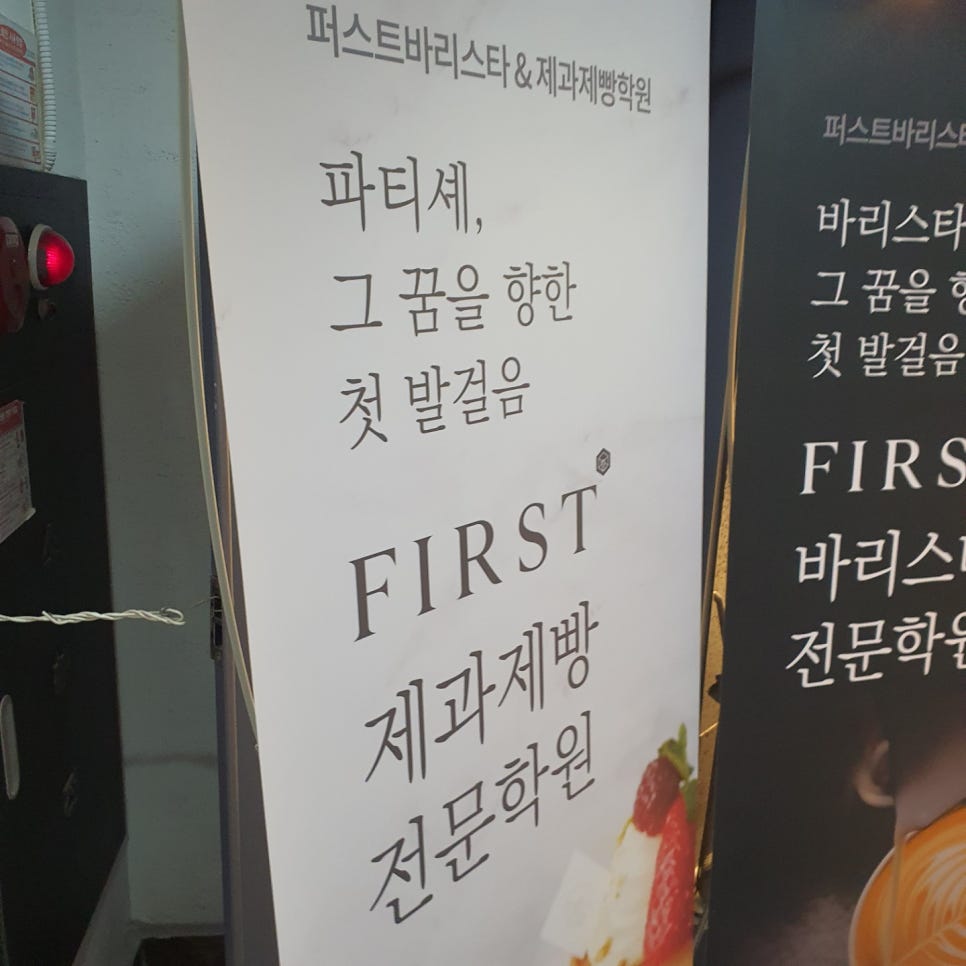 퍼스트바리스타 & 제과제빵학원
파티셰,
그 꿈을 향한
첫 발걸음
FIRST
제과제빵
전문학원
퍼스트바리스타
바리스타
그 꿈을
첫 발걸음
FIRS
바리스
전문학원